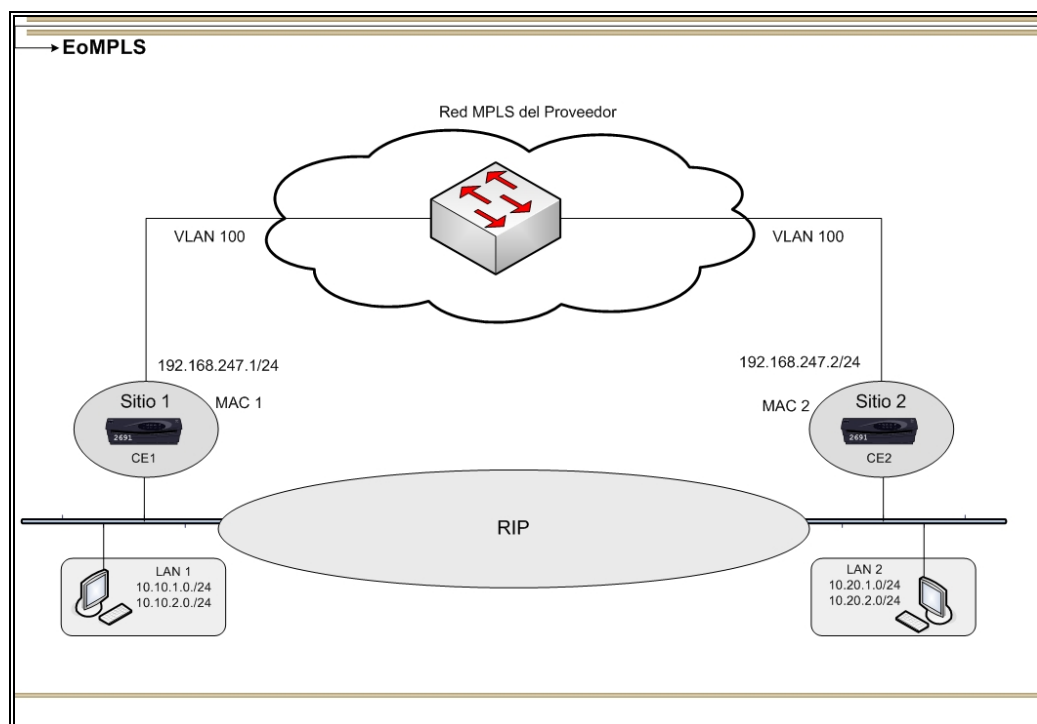 EoMPLS
Red MPLS del Proveedor
VLAN 100
VLAN 100
192.168.247.1/24
192.168.247.2/24
Sitio 1
MAC 1
2691
CE1
MAC 2
Sitio 2
2691
CE2
RIP
LAN 1
10.10.1.0./24
10.10.2.0./24
LAN 2
10.20.1.0/24
10.20.2.0/24